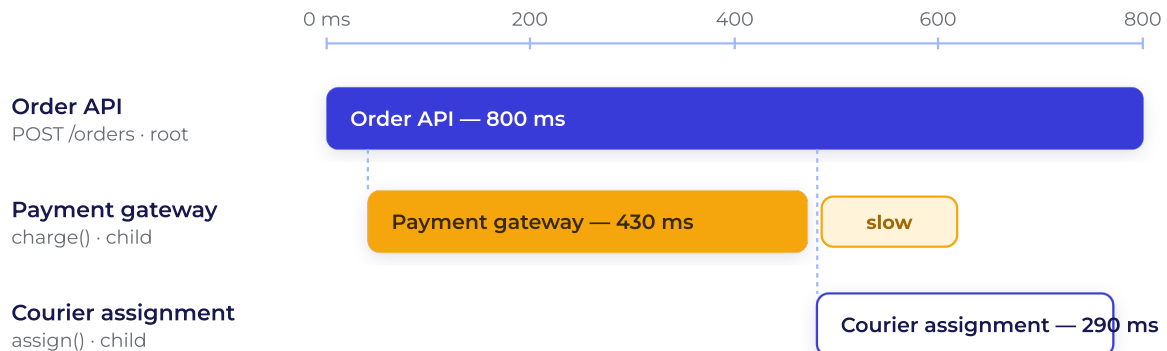 0 ms 200 400 600 800
Order API
POST /orders · root
Order API — 800 ms
Payment gateway
charge() · child
Payment gateway — 430 ms
slow
Courier assignment
assign() · child
Courier assignment — 290 ms